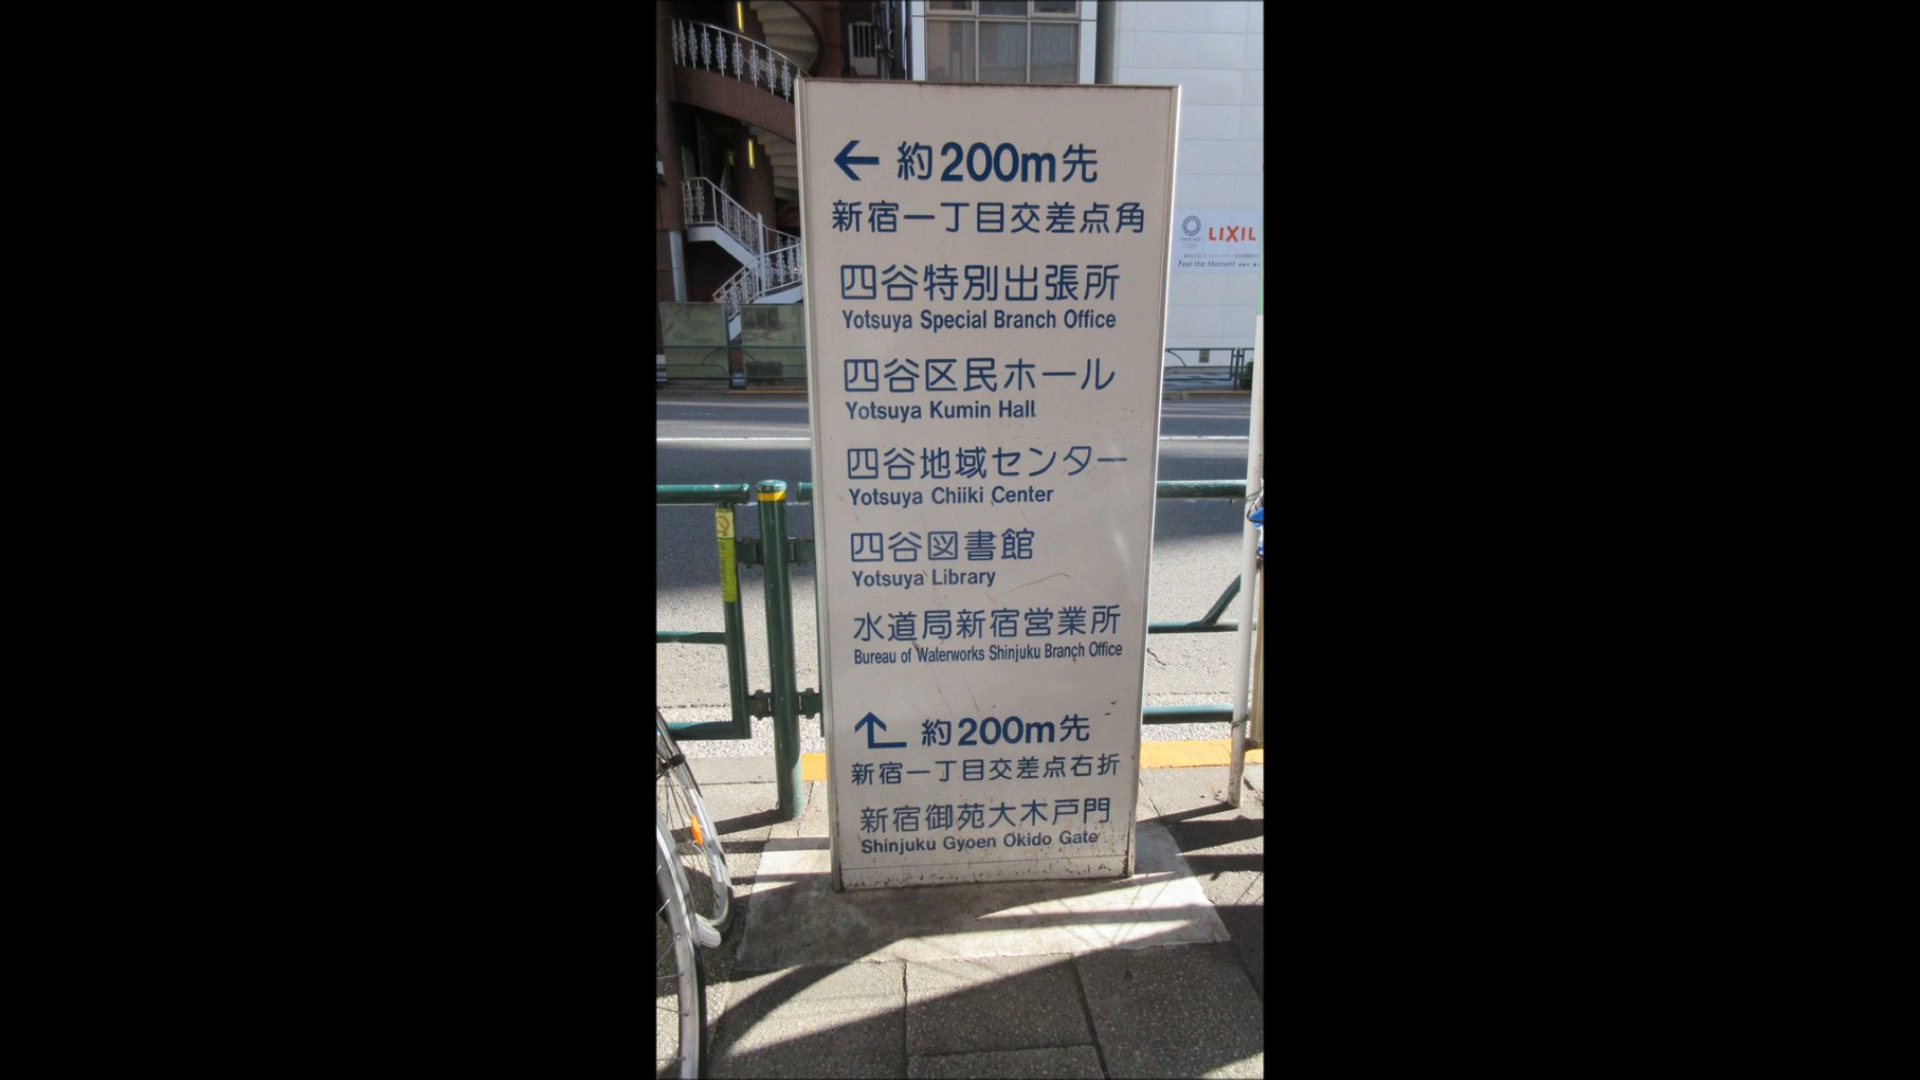 ← 約200m先
新宿一丁目交差点角
四谷特別出張所
Yotsuya Special Branch Office
四谷区民ホール
Yotsuya Kumin Hall
四谷地域センター
Yotsuya Chiiki Center
四谷図書館
Yotsuya Library
水道局新宿営業所
Bureau of Waterworks Shinjuku Branch Office
約200m先
新宿一丁目交差点右折
新宿御苑大木戸門
Shinjuku Gyoen Okido Gate
LIXIL
Feel the Moment